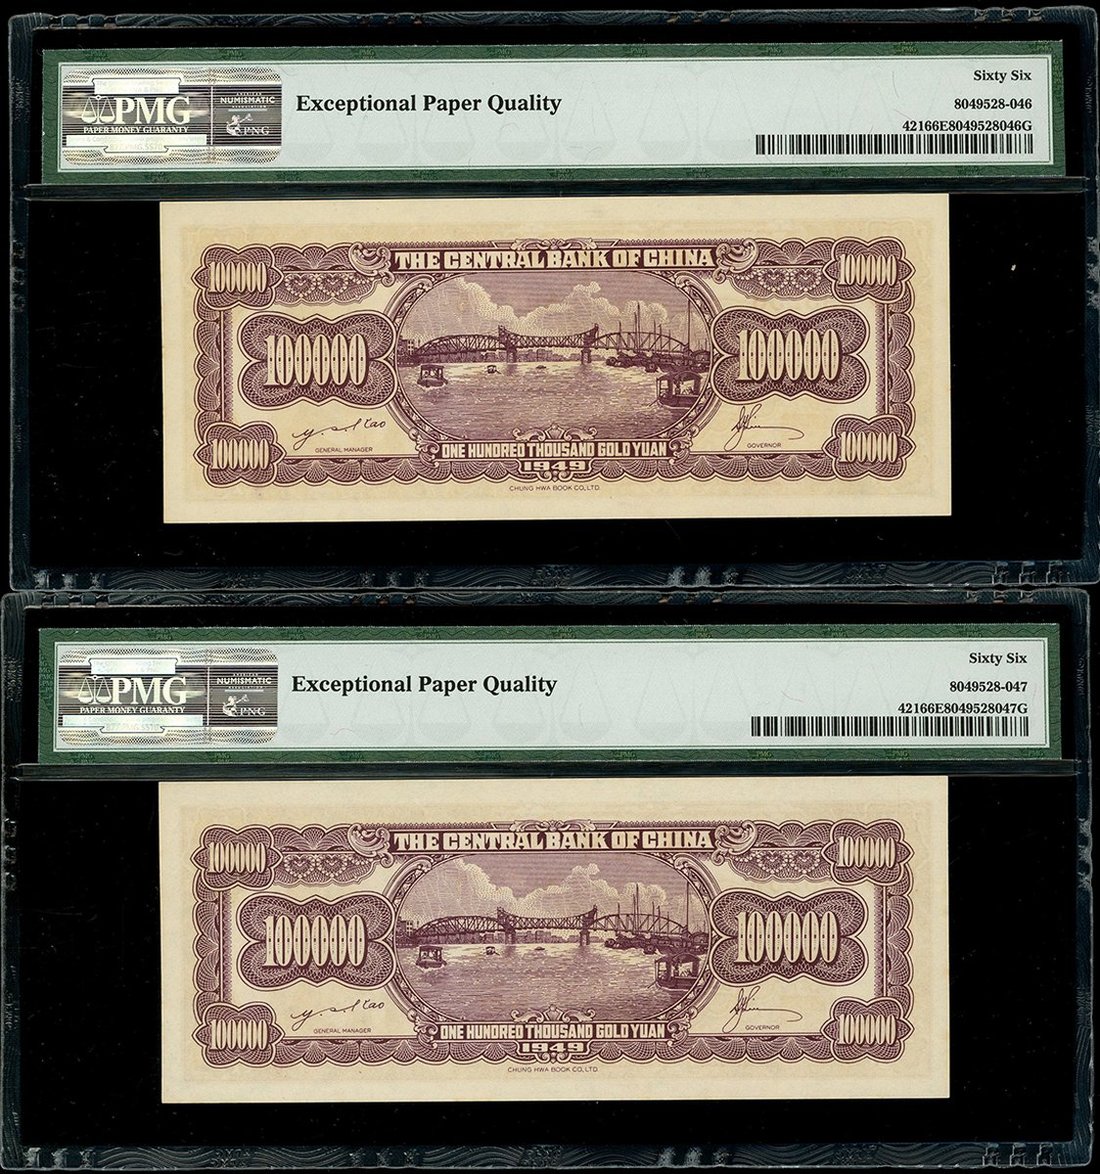 Sixty Six
PMG
PAPER MONEY GUARANTY
NUMISMATIC
PNG
Exceptional Paper Quality
8049528-046
42166E8049528046G
THE CENTRAL BANK OF CHINA
100000 100000
100000 100000
GENERAL MANAGER
GOVERNOR
100000 100000
ONE HUNDRED THOUSAND GOLD YUAN
1949
CHUNG HWA BOOK CO., LTD.
Sixty Six
PMG
PAPER MONEY GUARANTY
NUMISMATIC
PNG
Exceptional Paper Quality
8049528-047
42166E8049528047G
THE CENTRAL BANK OF CHINA
100000 100000
100000 100000
GENERAL MANAGER
GOVERNOR
100000 100000
ONE HUNDRED THOUSAND GOLD YUAN
1949
CHUNG HWA BOOK CO., LTD.